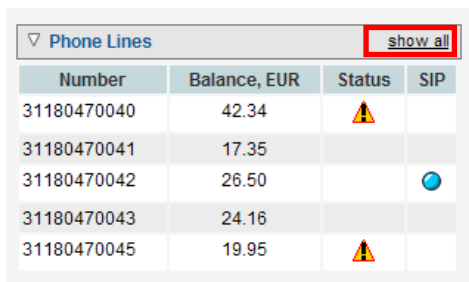 Phone Lines show all
Number Balance, EUR Status SIP
31180470040 42.34
31180470041 17.35
31180470042 26.50
31180470043 24.16
31180470045 19.95